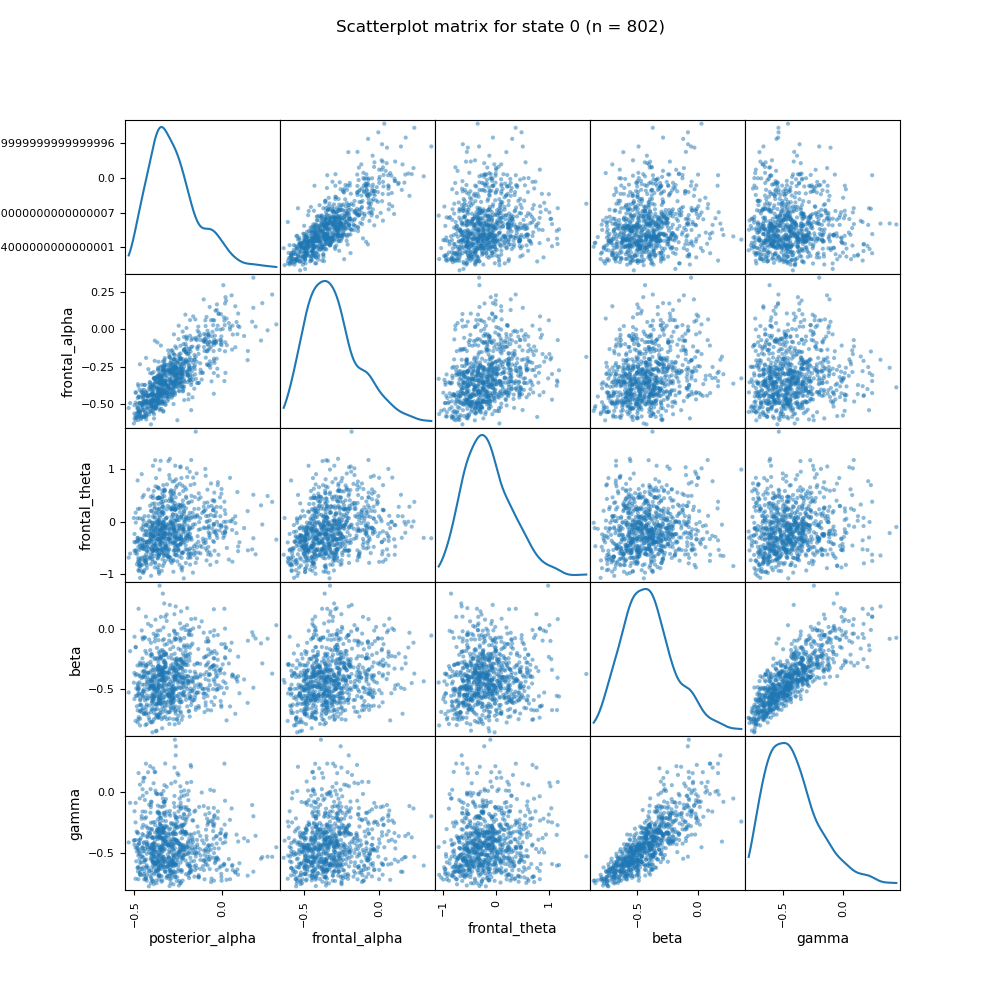 Scatterplot matrix for state 0 (n = 802)
9999999999999996
0.0
0000000000000007
4000000000000001
0.25
0.00
−0.25
−0.50
frontal_alpha
1
0
−1
frontal_theta
0.0
−0.5
beta
0.0
−0.5
gamma
−0.5 0.0 −0.5 0.0 −1 0 1 −0.5 0.0 −0.5 0.0
posterior_alpha frontal_alpha frontal_theta beta gamma